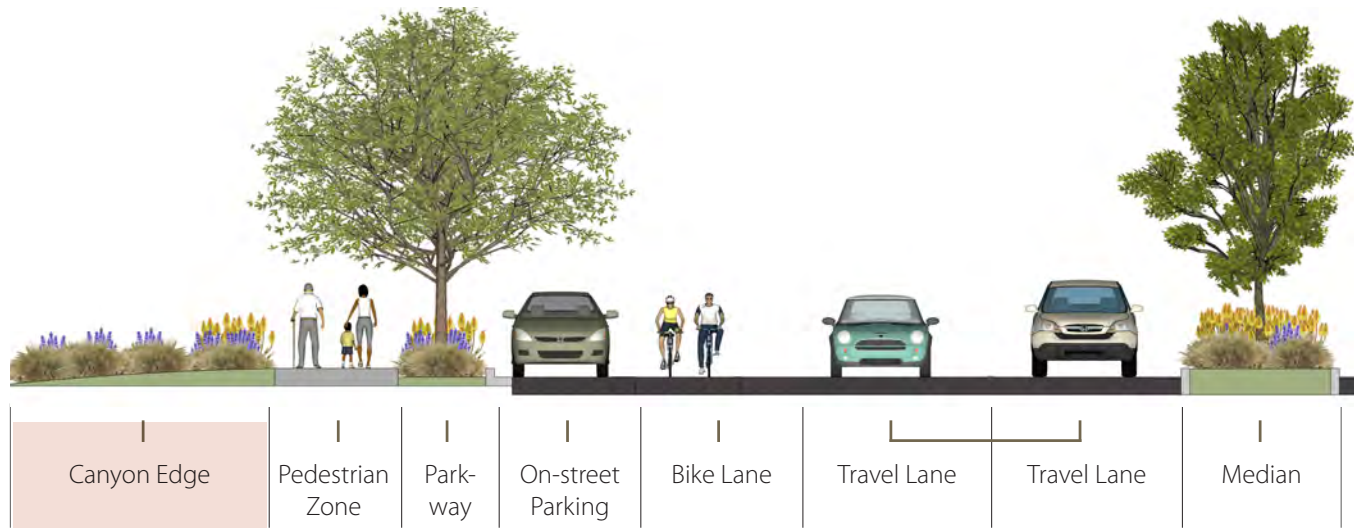 Canyon Edge
Pedestrian
Zone
Park-
way
On-street
Parking
Bike Lane
Travel Lane
Travel Lane
Median